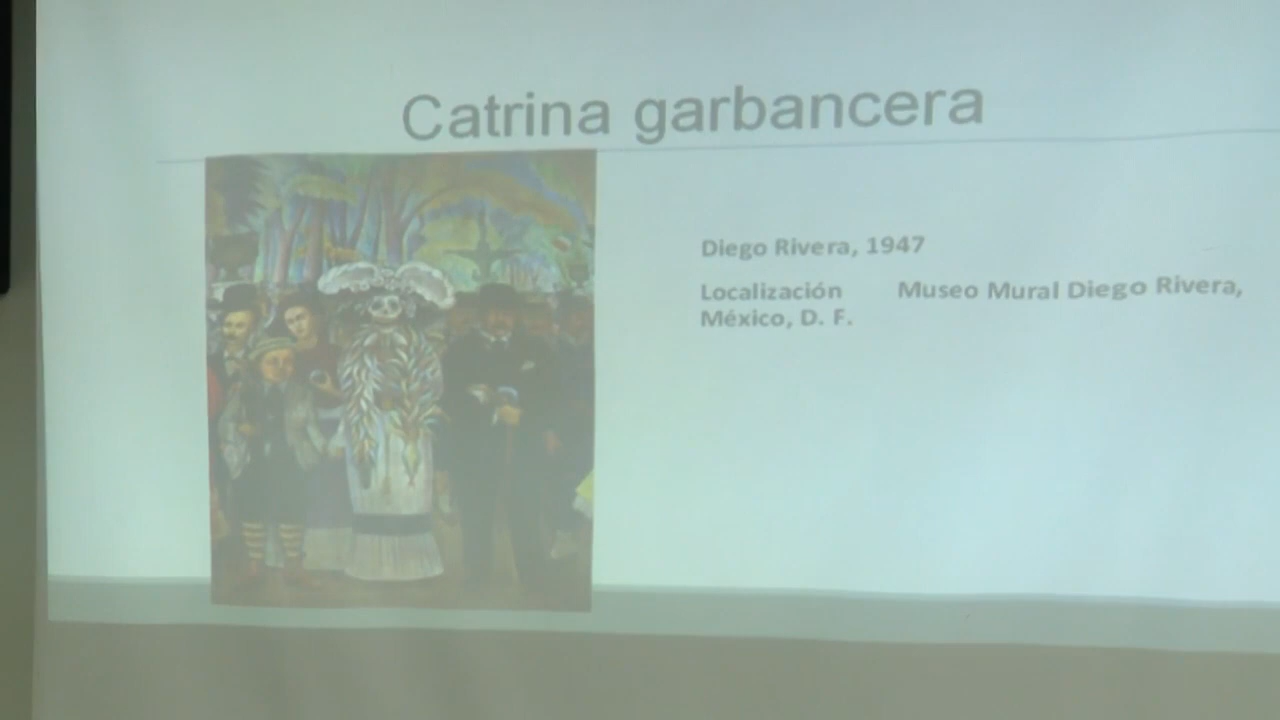 Catrina garbancera
Diego Rivera, 1947
Localización Museo Mural Diego Rivera,
México, D. F.